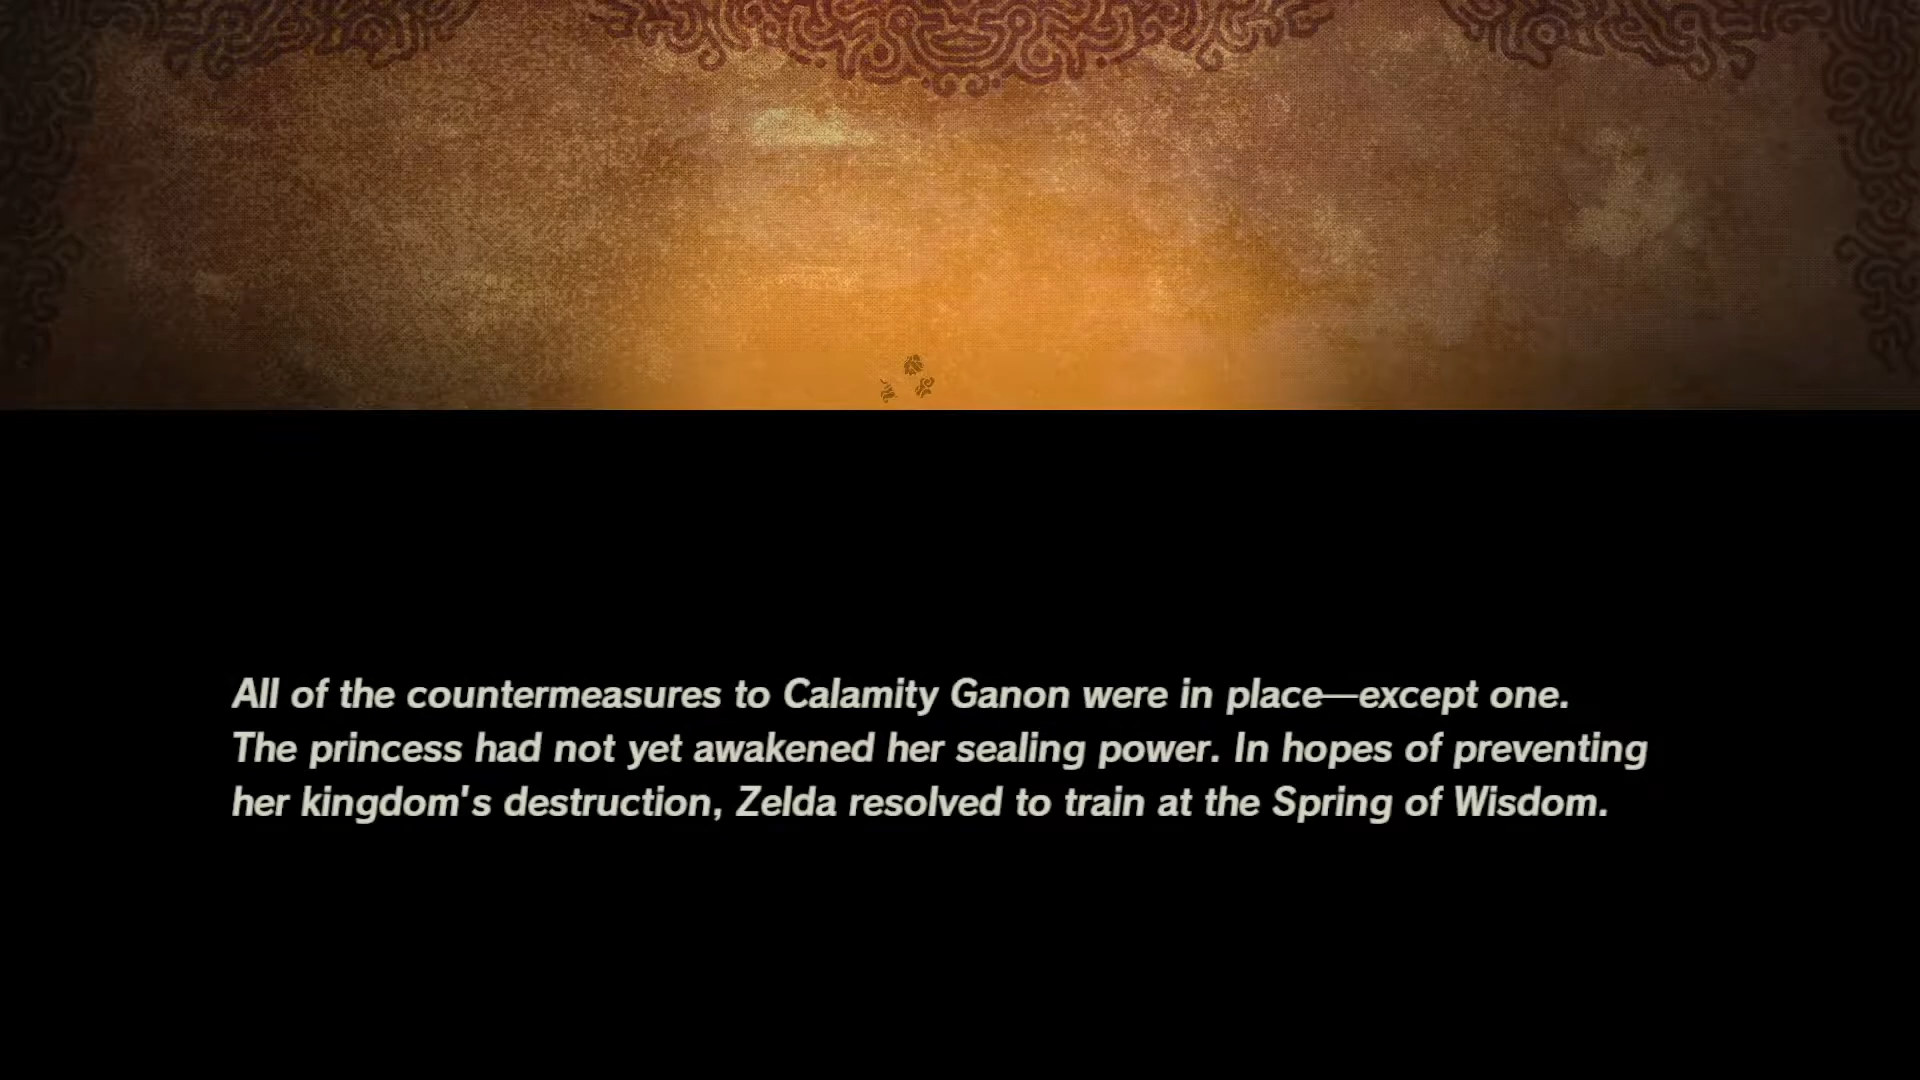 All of the countermeasures to Calamity Ganon were in place—except one.
The princess had not yet awakened her sealing power. In hopes of preventing
her kingdom's destruction, Zelda resolved to train at the Spring of Wisdom.